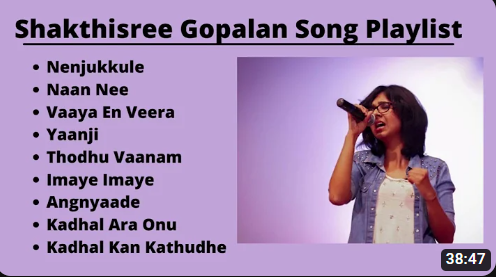 Shakthisree Gopalan Song Playlist
• Nenjukkule
• Naan Nee
• Vaaya En Veera
• Yaanji
• Thodhu Vaanam
• Imaye Imaye
• Angnyaade
• Kadhal Ara Onu
• Kadhal Kan Kathudhe
38:47